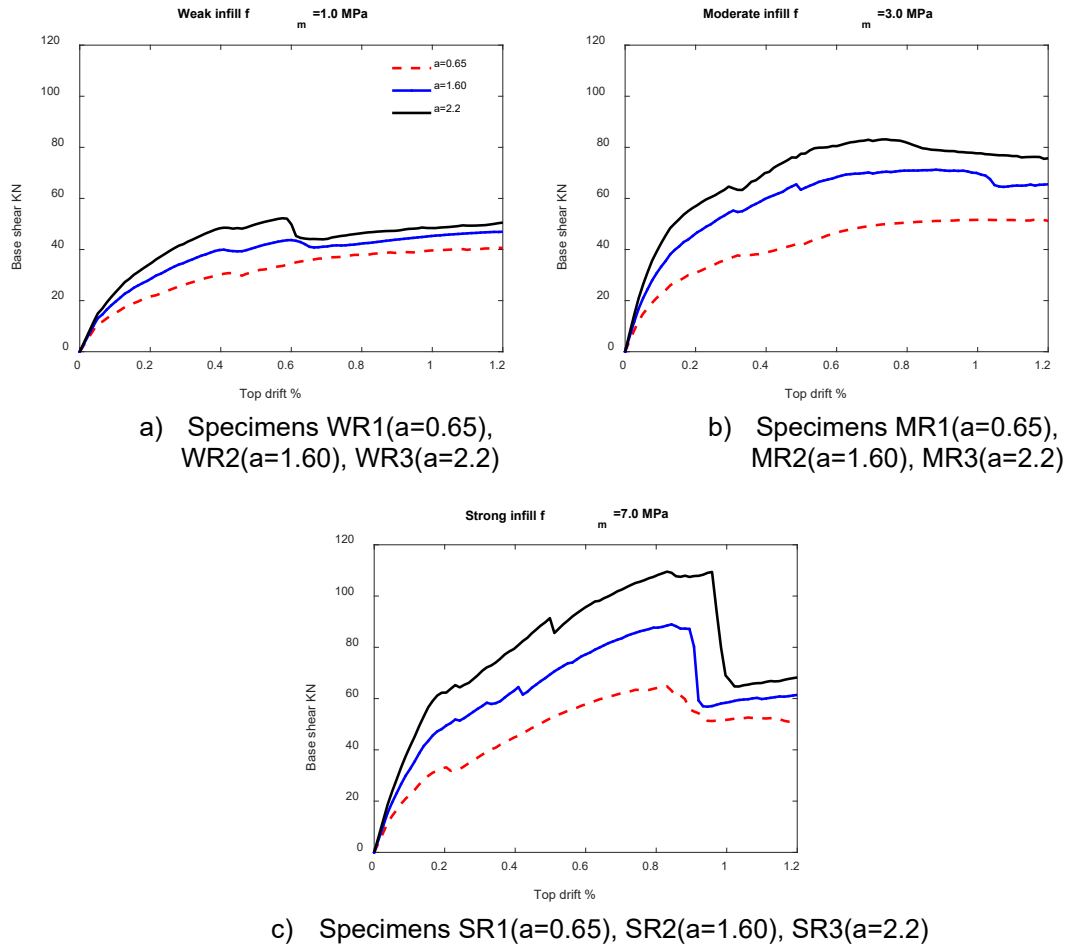 Weak infill f m =1.0 MPa
120
100
80
60
40
20
0
Base shear KN
a=0.65
a=1.60
a=2.2
0 0.2 0.4 0.6 0.8 1 1.2
Top drift %
a) Specimens WR1(a=0.65),
WR2(a=1.60), WR3(a=2.2)
Moderate infill f m =3.0 MPa
120
100
80
60
40
20
0
Base shear KN
0 0.2 0.4 0.6 0.8 1 1.2
Top drift %
b) Specimens MR1(a=0.65),
MR2(a=1.60), MR3(a=2.2)
Strong infill f m =7.0 MPa
120
100
80
60
40
20
0
Base shear KN
0 0.2 0.4 0.6 0.8 1 1.2
Top drift %
c) Specimens SR1(a=0.65), SR2(a=1.60), SR3(a=2.2)